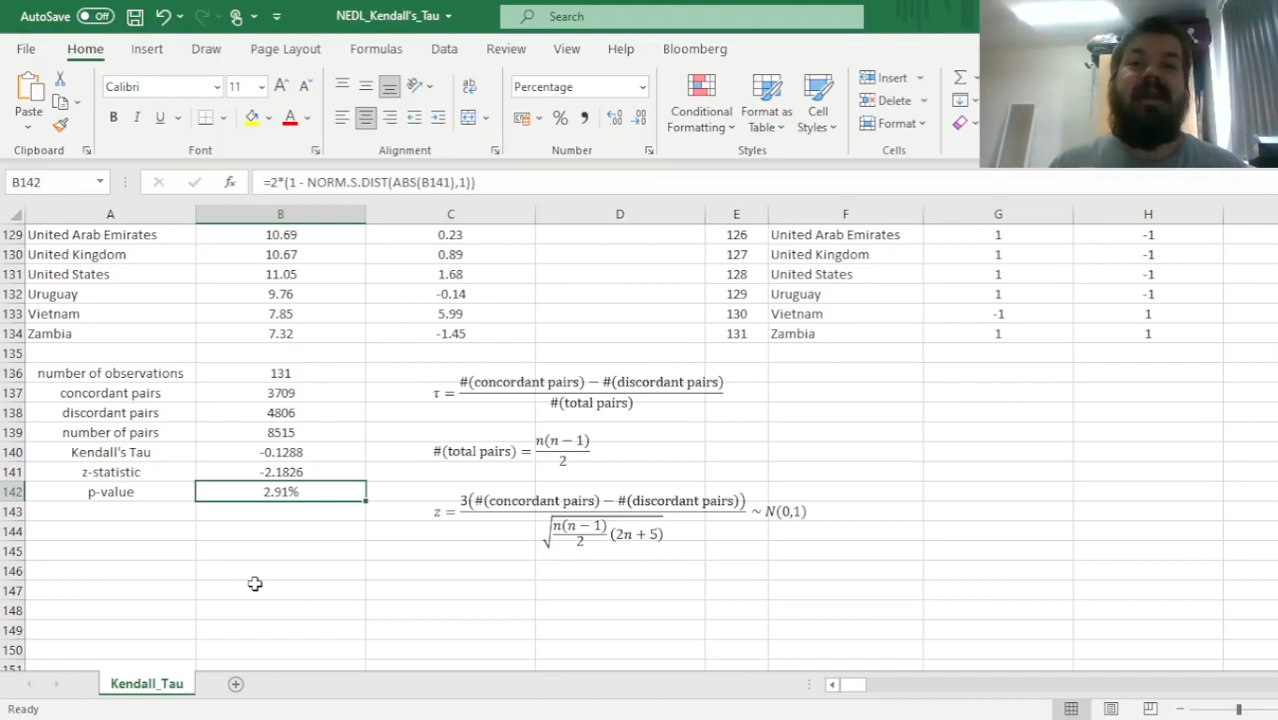 AutoSave Off NEDL_Kendall's_Tau Search
File Home Insert Draw Page Layout Formulas Data Review View Help Bloomberg
Paste Calibri 11 A A Percentage Conditional Formatting Format as Table Cell Styles Insert Delete Format
B I U A % ,
Clipboard Font Alignment Number Styles Cells
B142 fx =2*(1 - NORM.S.DIST(ABS(B141),1))
A B C D E F G H
129 United Arab Emirates 10.69 0.23 126 United Arab Emirates 1 -1
130 United Kingdom 10.67 0.89 127 United Kingdom 1 -1
131 United States 11.05 1.68 128 United States 1 -1
132 Uruguay 9.76 -0.14 129 Uruguay 1 -1
133 Vietnam 7.85 5.99 130 Vietnam -1 1
134 Zambia 7.32 -1.45 131 Zambia 1 1
135
136 number of observations 131
137 concordant pairs 3709 τ = #(concordant pairs) − #(discordant pairs) / #(total pairs)
138 discordant pairs 4806
139 number of pairs 8515
140 Kendall's Tau -0.1288 #(total pairs) = n(n − 1) / 2
141 z-statistic -2.1826
142 p-value 2.91%
143 z = 3(#(concordant pairs) − #(discordant pairs)) / √ n(n − 1) / 2 (2n + 5) ~ N(0,1)
144
145
146
147
148
149
150
151
Kendall_Tau
Ready